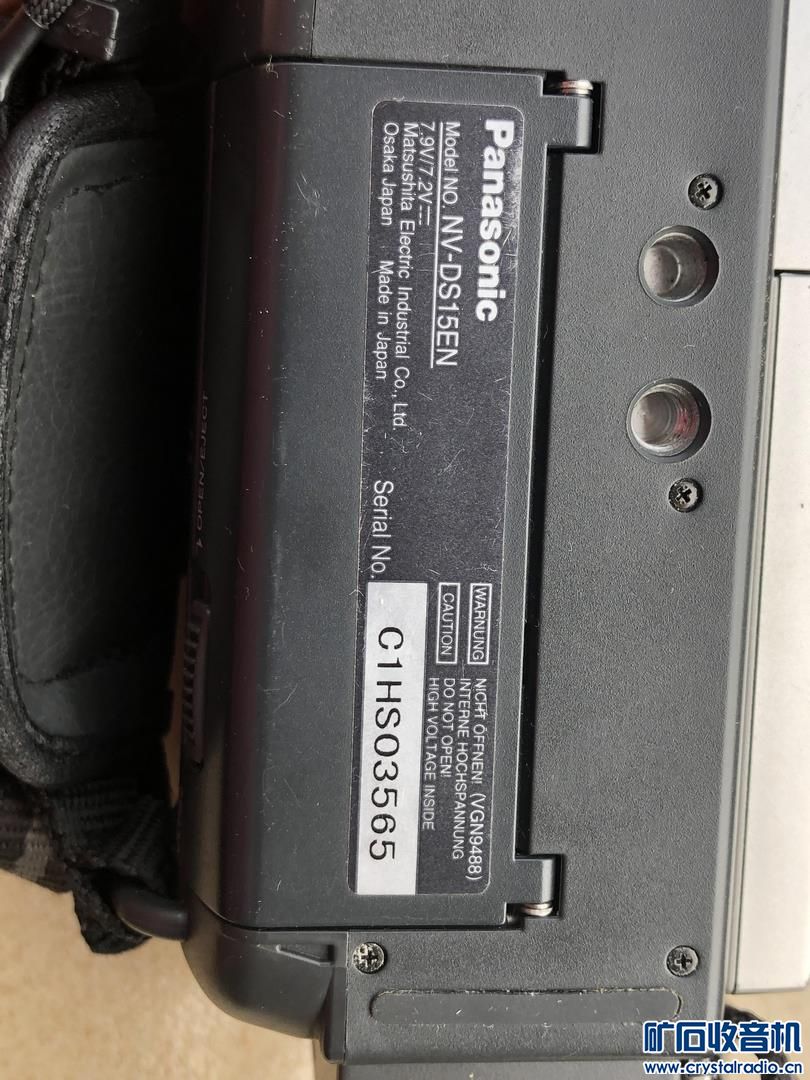 Panasonic
Model NO. NV-DS15EN
7.9V/7.2V
Matsushita Electric Industrial Co., Ltd.
Osaka Japan Made in Japan
Serial No.
C1HS03565
WARNUNG NICHT ÖFFNEN! (VGN9488)
INTERNE HOCHSPANNUNG
CAUTION DO NOT OPEN!
HIGH VOLTAGE INSIDE
OPEN/EJECT
矿石收音机
www.crystalradio.cn